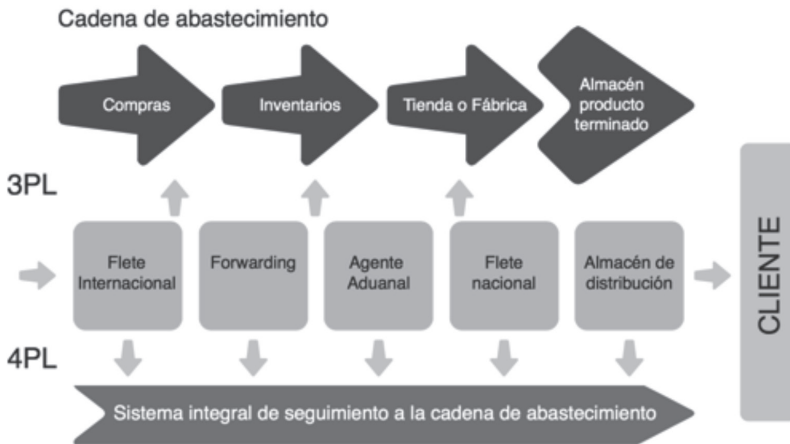 Cadena de abastecimiento
Compras
Inventarios
Tienda o Fábrica
Almacén
producto
terminado
3PL
Flete
Internacional
Forwarding
Agente
Aduanal
Flete
nacional
Almacén de
distribución
CLIENTE
4PL
Sistema integral de seguimiento a la cadena de abastecimiento